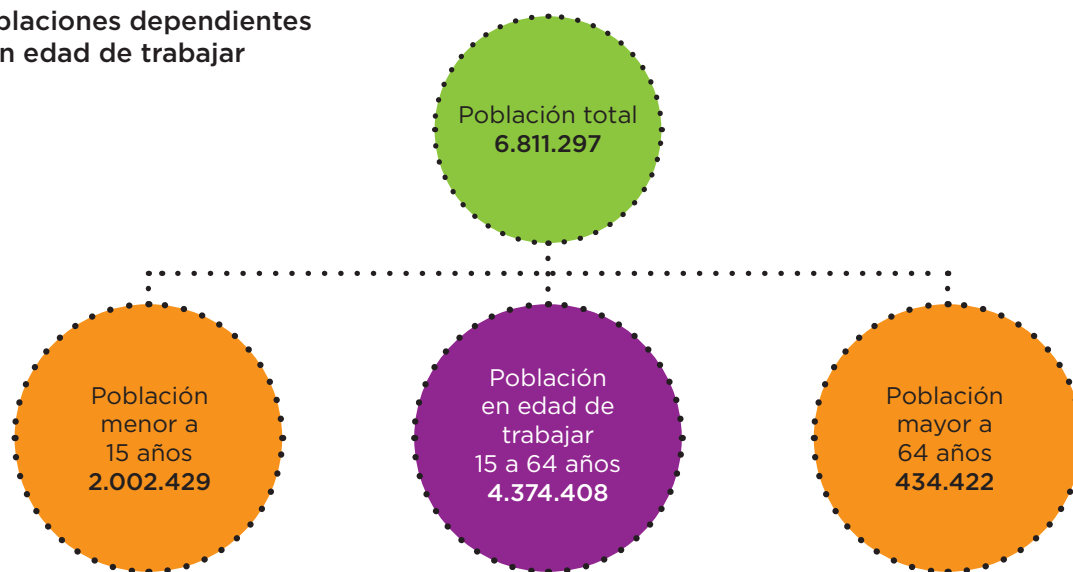 blaciones dependientes
n edad de trabajar
Población total
6.811.297
Población
menor a
15 años
2.002.429
Población
en edad de
trabajar
15 a 64 años
4.374.408
Población
mayor a
64 años
434.422